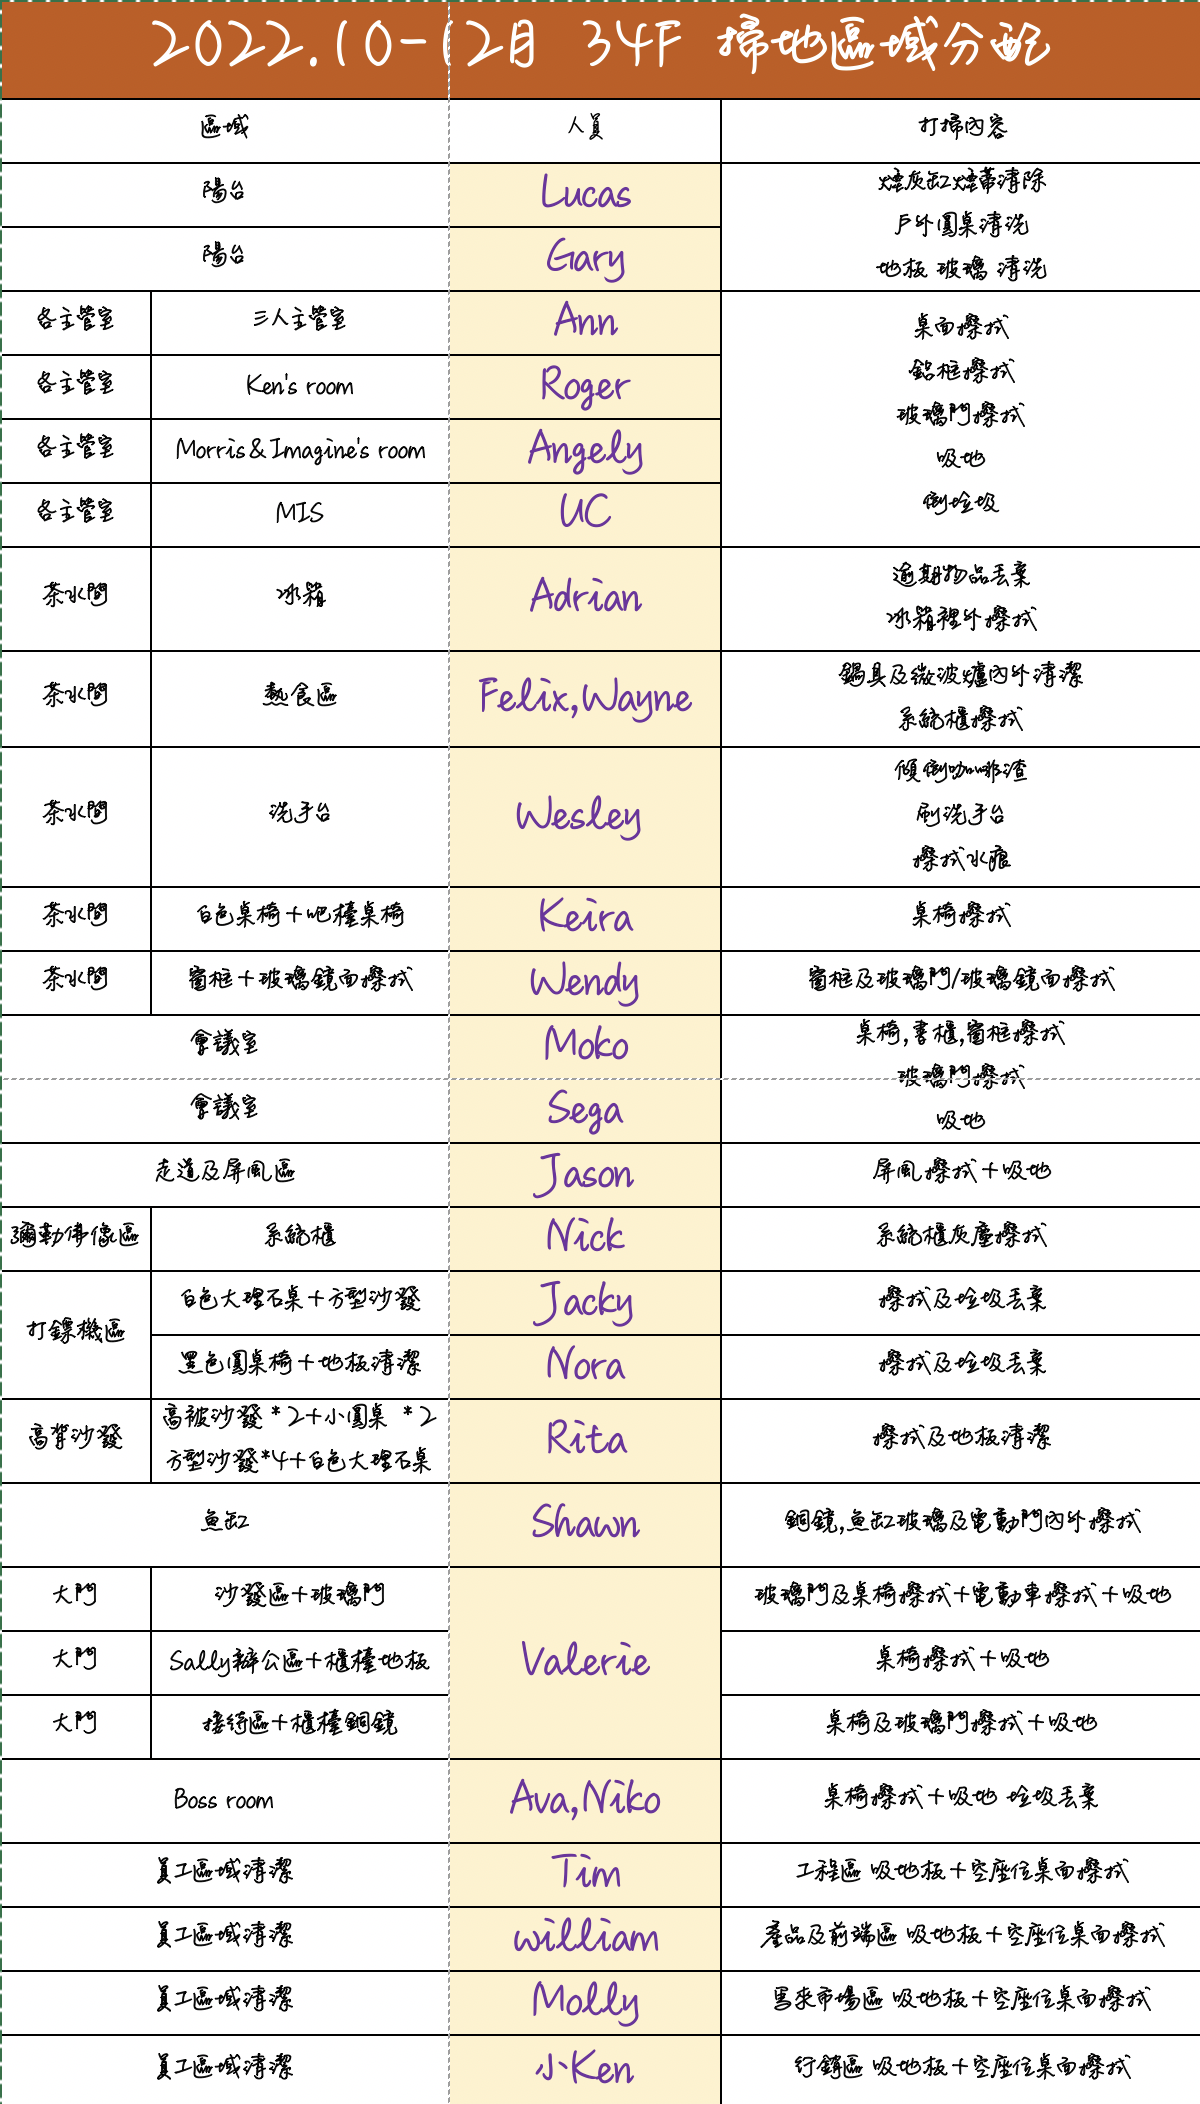 2022.10-12月 34F 掃地區域分配
區域 人員 打掃內容
陽台 Lucas 煙灰缸煙蒂清除
戶外圓桌清洗
陽台 Gary 地板 玻璃 清洗
各主管室 三人主管室 Ann 桌面擦拭
各主管室 Ken's room Roger 鋁框擦拭
玻璃門擦拭
各主管室 Morris&Imagine's room Angely 吸地
各主管室 MIS UC 倒垃圾
茶水間 冰箱 Adrian 逾期物品丟棄
冰箱裡外擦拭
茶水間 熱食區 Felix,Wayne 鍋具及微波爐內外清潔
系統櫃擦拭
茶水間 洗手台 Wesley 傾倒咖啡渣
刷洗手台
擦拭水痕
茶水間 白色桌椅+吧檯桌椅 Keira 桌椅擦拭
茶水間 窗框+玻璃鏡面擦拭 Wendy 窗框及玻璃門/玻璃鏡面擦拭
會議室 Moko 桌椅,書櫃,窗框擦拭
玻璃門擦拭
會議室 Sega 吸地
走道及屏風區 Jason 屏風擦拭+吸地
彌勒佛像區 系統櫃 Nick 系統櫃灰塵擦拭
打鏢機區 白色大理石桌+方型沙發 Jacky 擦拭及垃圾丟棄
黑色圓桌椅+地板清潔 Nora 擦拭及垃圾丟棄
高背沙發 高被沙發*2+小圓桌 *2 Rita 擦拭及地板清潔
方型沙發*4+白色大理石桌
魚缸 Shawn 銅鏡,魚缸玻璃及電動門內外擦拭
大門 沙發區+玻璃門 Valerie 玻璃門及桌椅擦拭+電動車擦拭+吸地
大門 Sally辦公區+櫃檯地板 桌椅擦拭+吸地
大門 接待區+櫃檯銅鏡 桌椅及玻璃門擦拭+吸地
Boss room Ava,Niko 桌椅擦拭+吸地 垃圾丟棄
員工區域清潔 Tim 工程區 吸地板+空座位桌面擦拭
員工區域清潔 william 產品及前端區 吸地板+空座位桌面擦拭
員工區域清潔 Molly 馬來市場區 吸地板+空座位桌面擦拭
員工區域清潔 小Ken 行銷區 吸地板+空座位桌面擦拭